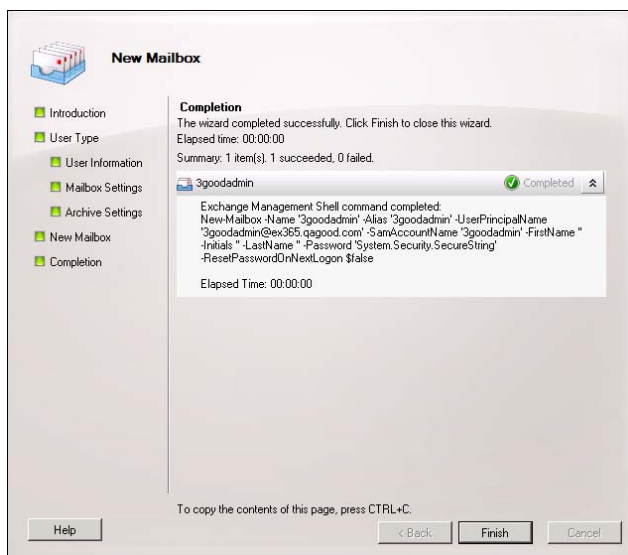 New Mailbox
Introduction
User Type
User Information
Mailbox Settings
Archive Settings
New Mailbox
Completion
Completion
The wizard completed successfully. Click Finish to close this wizard.
Elapsed time: 00:00:00
Summary: 1 item(s). 1 succeeded, 0 failed.
3goodadmin
Completed
Exchange Management Shell command completed:
New-Mailbox -Name '3goodadmin' -Alias '3goodadmin' -UserPrincipalName
'3goodadmin@ex365.qagood.com' -SamAccountName '3goodadmin' -FirstName ''
-Initials '' -LastName '' -Password 'System.Security.SecureString'
-ResetPasswordOnNextLogon $false
Elapsed Time: 00:00:00
To copy the contents of this page, press CTRL+C.
Help
< Back
Finish
Cancel